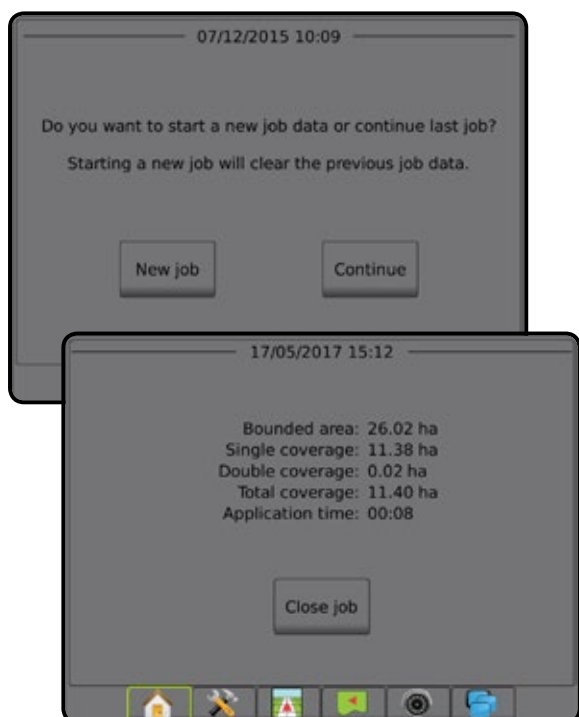 07/12/2015 10:09
Do you want to start a new job data or continue last job?
Starting a new job will clear the previous job data.
New job
Continue
17/05/2017 15:12
Bounded area: 26.02 ha
Single coverage: 11.38 ha
Double coverage: 0.02 ha
Total coverage: 11.40 ha
Application time: 00:08
Close job